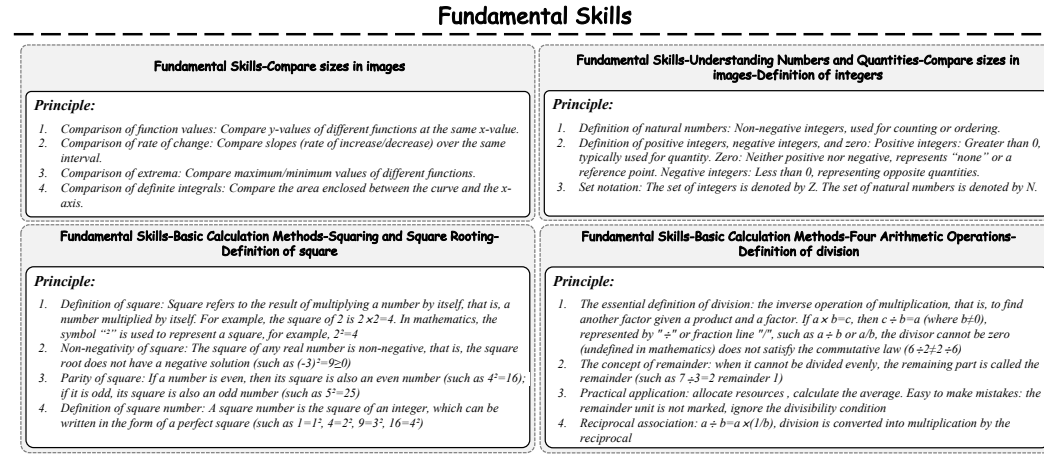 Fundamental Skills
Fundamental Skills-Compare sizes in images
Principle:
1. Comparison of function values: Compare y-values of different functions at the same x-value.
2. Comparison of rate of change: Compare slopes (rate of increase/decrease) over the same
interval.
3. Comparison of extrema: Compare maximum/minimum values of different functions.
4. Comparison of definite integrals: Compare the area enclosed between the curve and the x-
axis.
Fundamental Skills-Understanding Numbers and Quantities-Compare sizes in
images-Definition of integers
Principle:
1. Definition of natural numbers: Non-negative integers, used for counting or ordering.
2. Definition of positive integers, negative integers, and zero: Positive integers: Greater than 0,
typically used for quantity. Zero: Neither positive nor negative, represents “none” or a
reference point. Negative integers: Less than 0, representing opposite quantities.
3. Set notation: The set of integers is denoted by Z. The set of natural numbers is denoted by N.
Fundamental Skills-Basic Calculation Methods-Squaring and Square Rooting-
Definition of square
Principle:
1. Definition of square: Square refers to the result of multiplying a number by itself, that is, a
number multiplied by itself. For example, the square of 2 is 2×2=4. In mathematics, the
symbol “²” is used to represent a square, for example, 2²=4
2. Non-negativity of square: The square of any real number is non-negative, that is, the square
root does not have a negative solution (such as (-3)²=9≥0)
3. Parity of square: If a number is even, then its square is also an even number (such as 4²=16);
if it is odd, its square is also an odd number (such as 5²=25)
4. Definition of square number: A square number is the square of an integer, which can be
written in the form of a perfect square (such as 1=1², 4=2², 9=3², 16=4²)
Fundamental Skills-Basic Calculation Methods-Four Arithmetic Operations-
Definition of division
Principle:
1. The essential definition of division: the inverse operation of multiplication, that is, to find
another factor given a product and a factor. If a×b=c, then c÷b=a (where b≠0),
represented by "÷" or fraction line "/", such as a÷b or a/b, the divisor cannot be zero
(undefined in mathematics) does not satisfy the commutative law (6÷2≠2÷6)
2. The concept of remainder: when it cannot be divided evenly, the remaining part is called the
remainder (such as 7÷3=2 remainder 1)
3. Practical application: allocate resources , calculate the average. Easy to make mistakes: the
remainder unit is not marked, ignore the divisibility condition
4. Reciprocal association: a÷b=a×(1/b), division is converted into multiplication by the
reciprocal